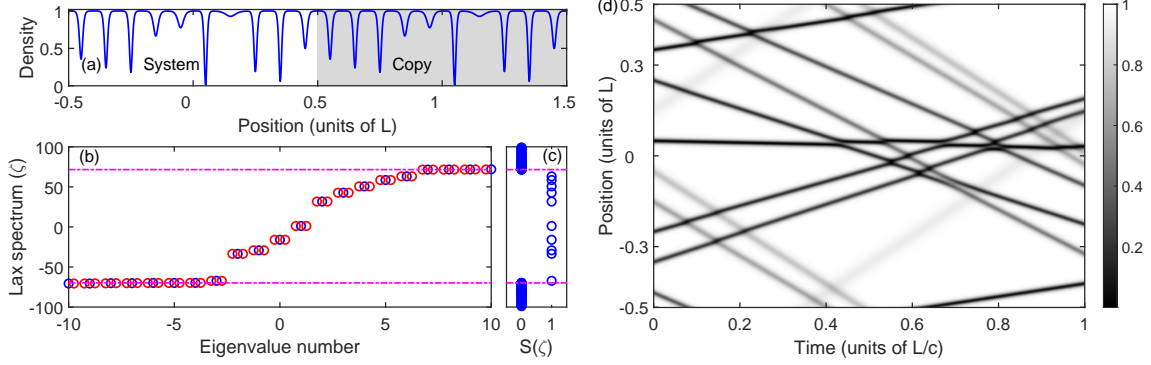 (a)
Density
1
0.5
0
System
Copy
-0.5
0
0.5
1
1.5
Position (units of L)
(b)
Lax spectrum (ζ)
100
50
0
-50
-100
-10
-5
0
5
10
Eigenvalue number
(c)
0
1
S(ζ)
(d)
Position (units of L)
0.5
0.3
0
-0.3
-0.5
0
0.2
0.4
0.6
0.8
1
Time (units of L/c)
1
0.8
0.6
0.4
0.2